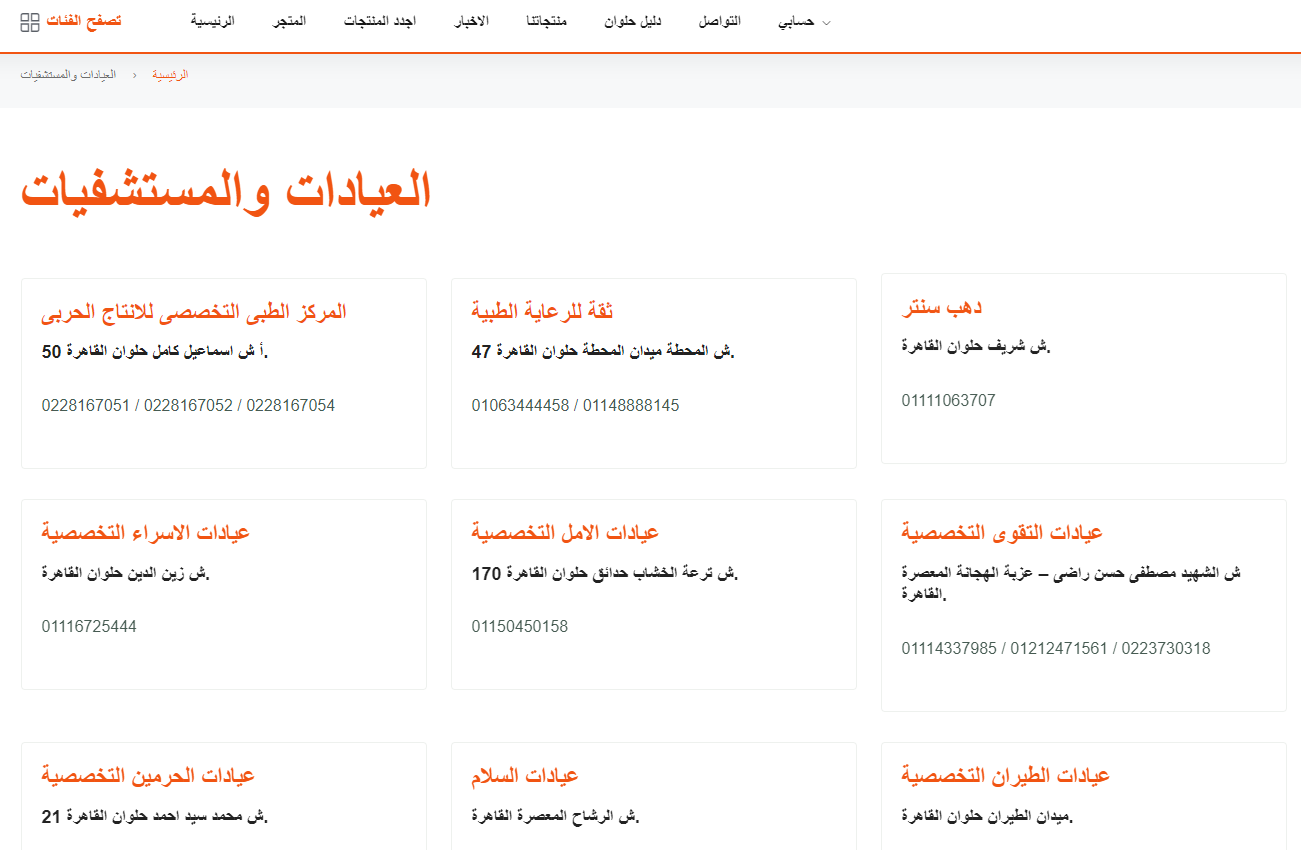 تصفح الفئات
الرئيسية
المتجر
اجدد المنتجات
الاخبار
منتجاتنا
دليل حلوان
التواصل
حسابي
العيادات والمستشفيات
‹
الرئيسية
العيادات والمستشفيات
المركز الطبى التخصصى للانتاج الحربى
50 أ ش اسماعيل كامل حلوان القاهرة.
0228167051 / 0228167052 / 0228167054
ثقة للرعاية الطبية
47 ش المحطة ميدان المحطة حلوان القاهرة.
01063444458 / 01148888145
دهب سنتر
ش شريف حلوان القاهرة.
01111063707
عيادات الاسراء التخصصية
ش زين الدين حلوان القاهرة.
01116725444
عيادات الامل التخصصية
170 ش ترعة الخشاب حدائق حلوان القاهرة.
01150450158
عيادات التقوى التخصصية
ش الشهيد مصطفى حسن راضى – عزبة الهجانة المعصرة
القاهرة.
01114337985 / 01212471561 / 0223730318
عيادات الحرمين التخصصية
21 ش محمد سيد احمد حلوان القاهرة.
عيادات السلام
ش الرشاح المعصرة القاهرة.
عيادات الطيران التخصصية
ميدان الطيران حلوان القاهرة.